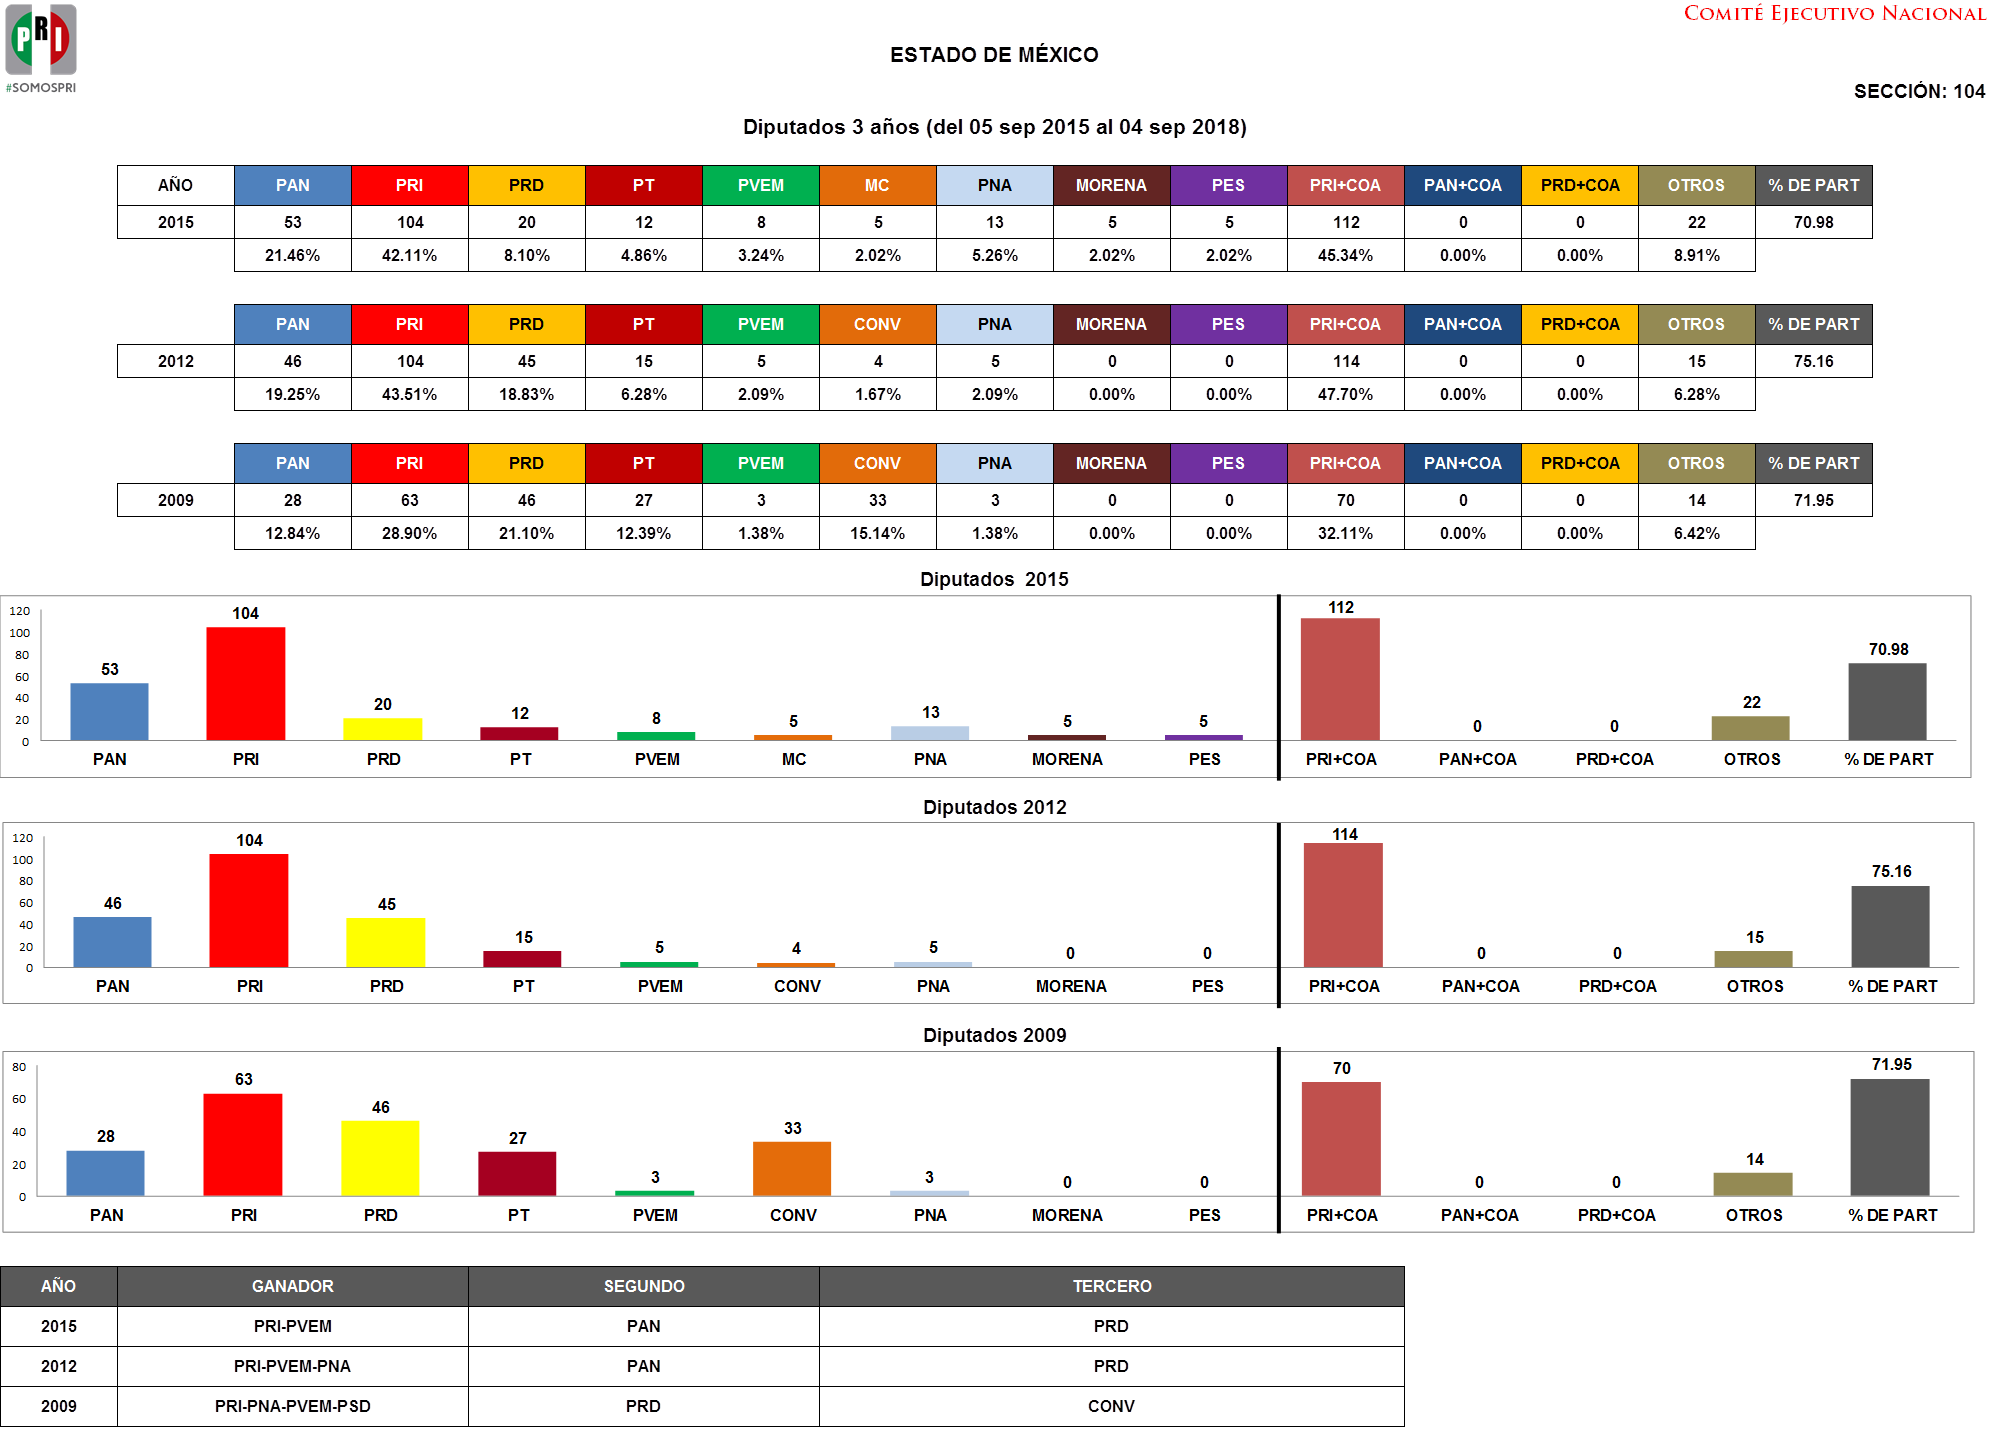 PRI
#SOMOSPRI
COMITÉ EJECUTIVO NACIONAL
ESTADO DE MÉXICO
SECCIÓN: 104
Diputados 3 años (del 05 sep 2015 al 04 sep 2018)
AÑO PAN PRI PRD PT PVEM MC PNA MORENA PES PRI+COA PAN+COA PRD+COA OTROS % DE PART
2015 53 104 20 12 8 5 13 5 5 112 0 0 22 70.98
21.46% 42.11% 8.10% 4.86% 3.24% 2.02% 5.26% 2.02% 2.02% 45.34% 0.00% 0.00% 8.91%
PAN PRI PRD PT PVEM CONV PNA MORENA PES PRI+COA PAN+COA PRD+COA OTROS % DE PART
2012 46 104 45 15 5 4 5 0 0 114 0 0 15 75.16
19.25% 43.51% 18.83% 6.28% 2.09% 1.67% 2.09% 0.00% 0.00% 47.70% 0.00% 0.00% 6.28%
PAN PRI PRD PT PVEM CONV PNA MORENA PES PRI+COA PAN+COA PRD+COA OTROS % DE PART
2009 28 63 46 27 3 33 3 0 0 70 0 0 14 71.95
12.84% 28.90% 21.10% 12.39% 1.38% 15.14% 1.38% 0.00% 0.00% 32.11% 0.00% 0.00% 6.42%
Diputados 2015
120
100
80
60
40
20
0
53 104 20 12 8 5 13 5 5 112 0 0 22 70.98
PAN PRI PRD PT PVEM MC PNA MORENA PES PRI+COA PAN+COA PRD+COA OTROS % DE PART
Diputados 2012
120
100
80
60
40
20
0
46 104 45 15 5 4 5 0 0 114 0 0 15 75.16
PAN PRI PRD PT PVEM CONV PNA MORENA PES PRI+COA PAN+COA PRD+COA OTROS % DE PART
Diputados 2009
80
60
40
20
0
28 63 46 27 3 33 3 0 0 70 0 0 14 71.95
PAN PRI PRD PT PVEM CONV PNA MORENA PES PRI+COA PAN+COA PRD+COA OTROS % DE PART
AÑO GANADOR SEGUNDO TERCERO
2015 PRI-PVEM PAN PRD
2012 PRI-PVEM-PNA PAN PRD
2009 PRI-PNA-PVEM-PSD PRD CONV